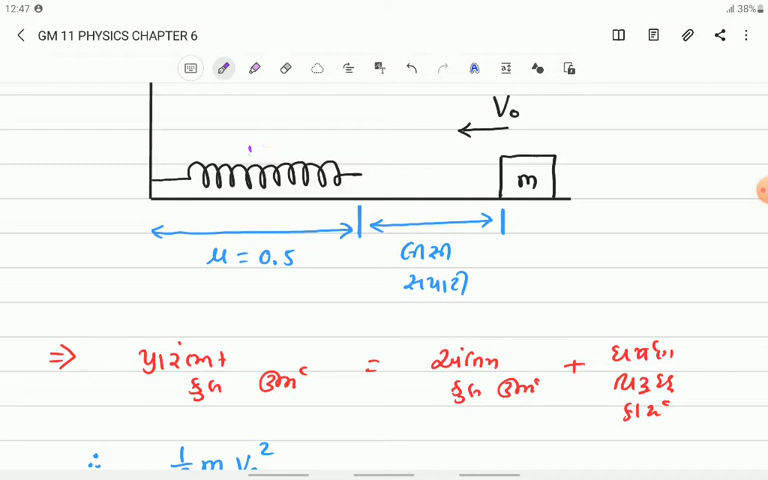 12:47
38%
GM 11 PHYSICS CHAPTER 6
V₀
m
μ = 0.5
લીસી
સપાટી
⇒ પ્રારંભિક કુલ ઊર્જા = અંતિમ કુલ ઊર્જા + ઘર્ષણ વિરુદ્ધ કાર્ય
∴ ½ m V₀²